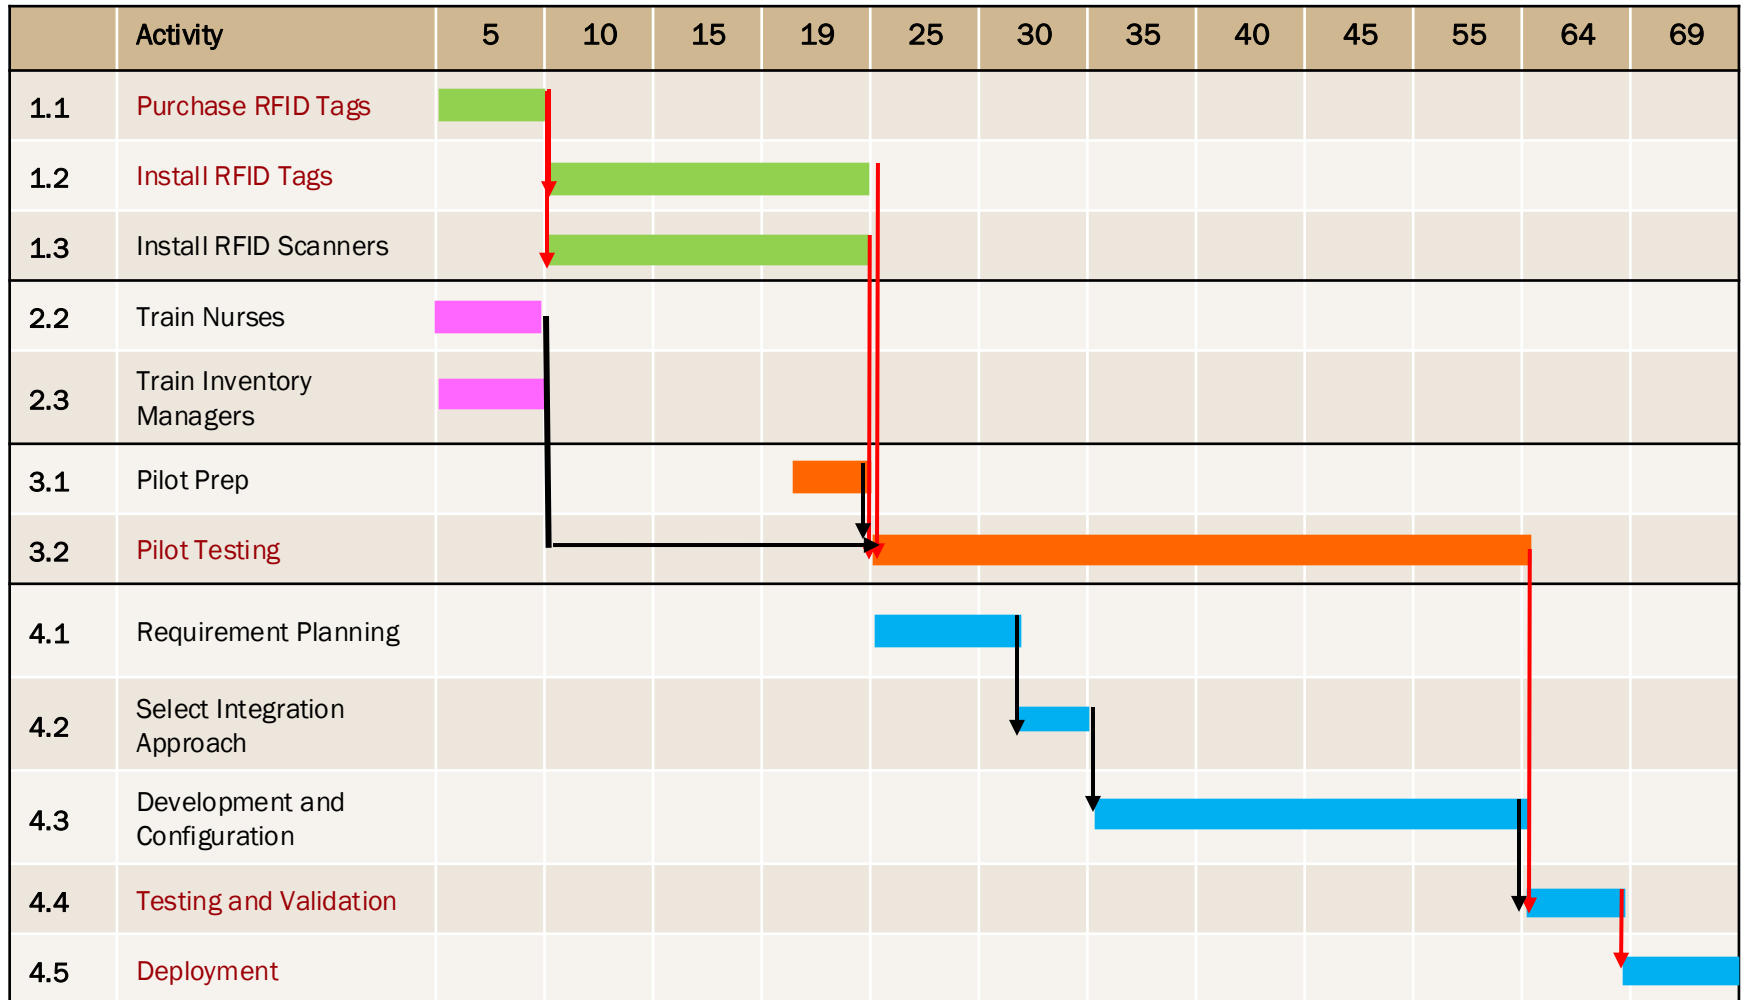 Activity 5 10 15 19 25 30 35 40 45 55 64 69
1.1 Purchase RFID Tags
1.2 Install RFID Tags
1.3 Install RFID Scanners
2.2 Train Nurses
2.3 Train Inventory
Managers
3.1 Pilot Prep
3.2 Pilot Testing
4.1 Requirement Planning
4.2 Select Integration
Approach
4.3 Development and
Configuration
4.4 Testing and Validation
4.5 Deployment